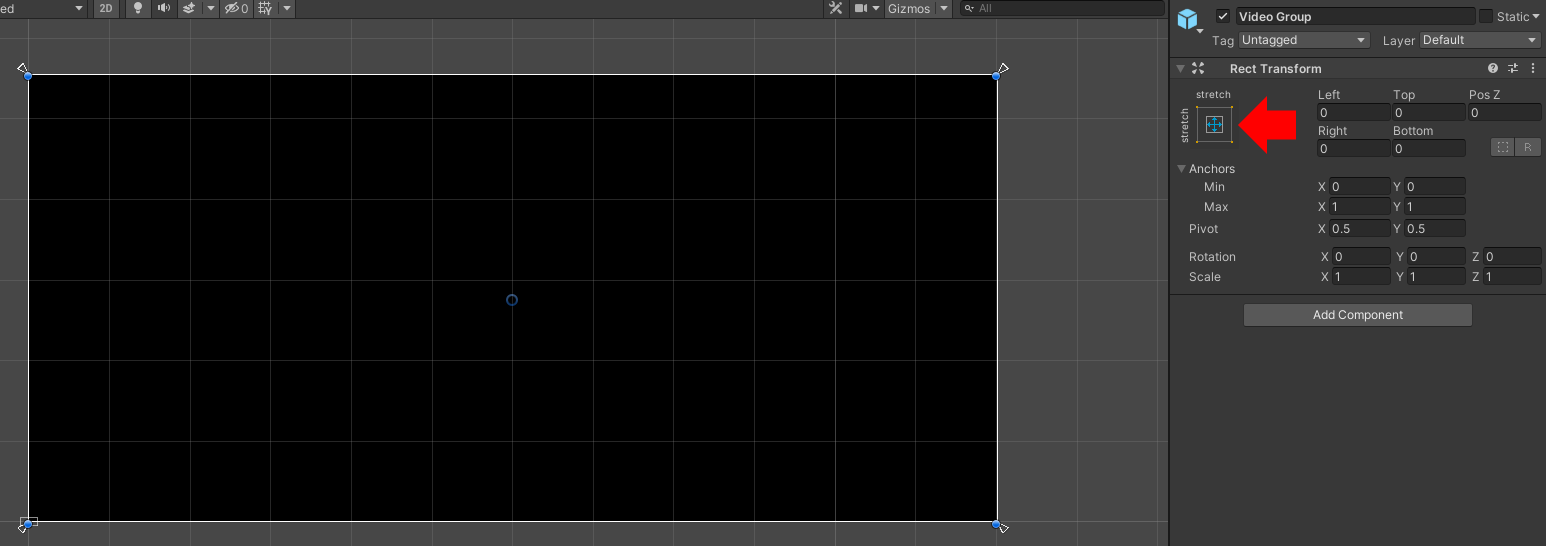 ed 2D 0 Gizmos All
Video Group Static
Tag Untagged Layer Default
Rect Transform
stretch Left Top Pos Z
stretch 0 0 0
Right Bottom
0 0 R
Anchors
Min X 0 Y 0
Max X 1 Y 1
Pivot X 0.5 Y 0.5
Rotation X 0 Y 0 Z 0
Scale X 1 Y 1 Z 1
Add Component